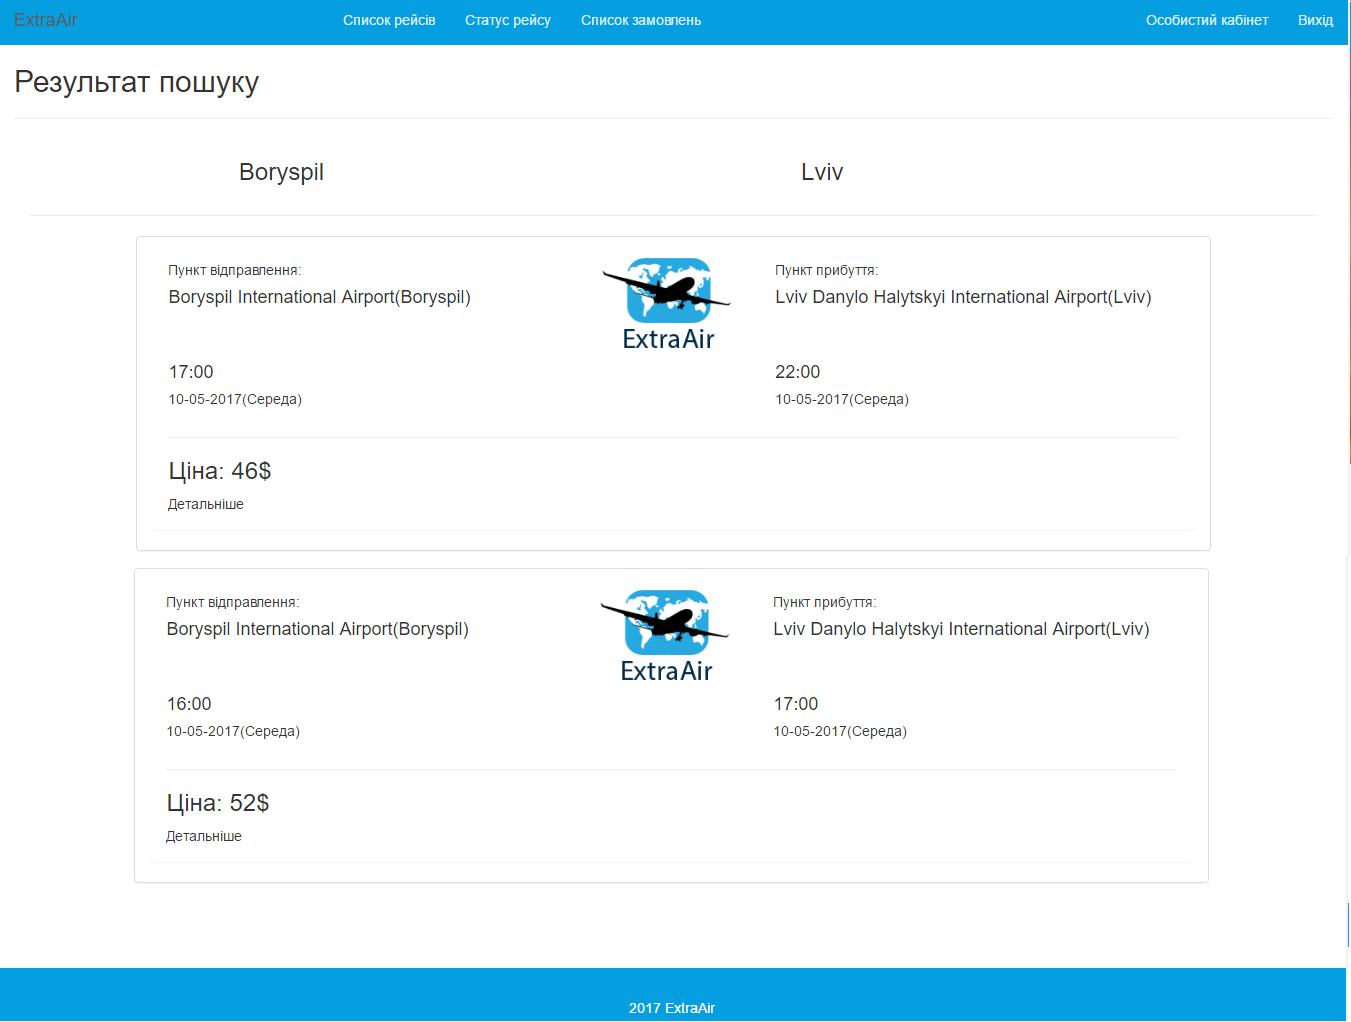 ExtraAir Список рейсів Статус рейсу Список замовлень Особистий кабінет Вихід
Результат пошуку
Boryspil Lviv
Пункт відправлення: Пункт прибуття:
Boryspil International Airport(Boryspil) Lviv Danylo Halytskyi International Airport(Lviv)
ExtraAir
17:00 22:00
10-05-2017(Середа) 10-05-2017(Середа)
Ціна: 46$
Детальніше
Пункт відправлення: Пункт прибуття:
Boryspil International Airport(Boryspil) Lviv Danylo Halytskyi International Airport(Lviv)
ExtraAir
16:00 17:00
10-05-2017(Середа) 10-05-2017(Середа)
Ціна: 52$
Детальніше
2017 ExtraAir